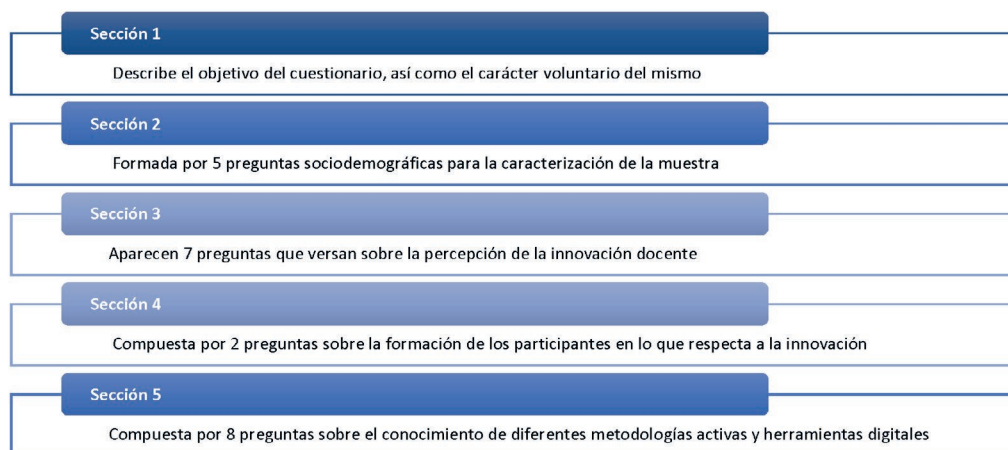 Sección 1
Describe el objetivo del cuestionario, así como el carácter voluntario del mismo
Sección 2
Formada por 5 preguntas sociodemográficas para la caracterización de la muestra
Sección 3
Aparecen 7 preguntas que versan sobre la percepción de la innovación docente
Sección 4
Compuesta por 2 preguntas sobre la formación de los participantes en lo que respecta a la innovación
Sección 5
Compuesta por 8 preguntas sobre el conocimiento de diferentes metodologías activas y herramientas digitales